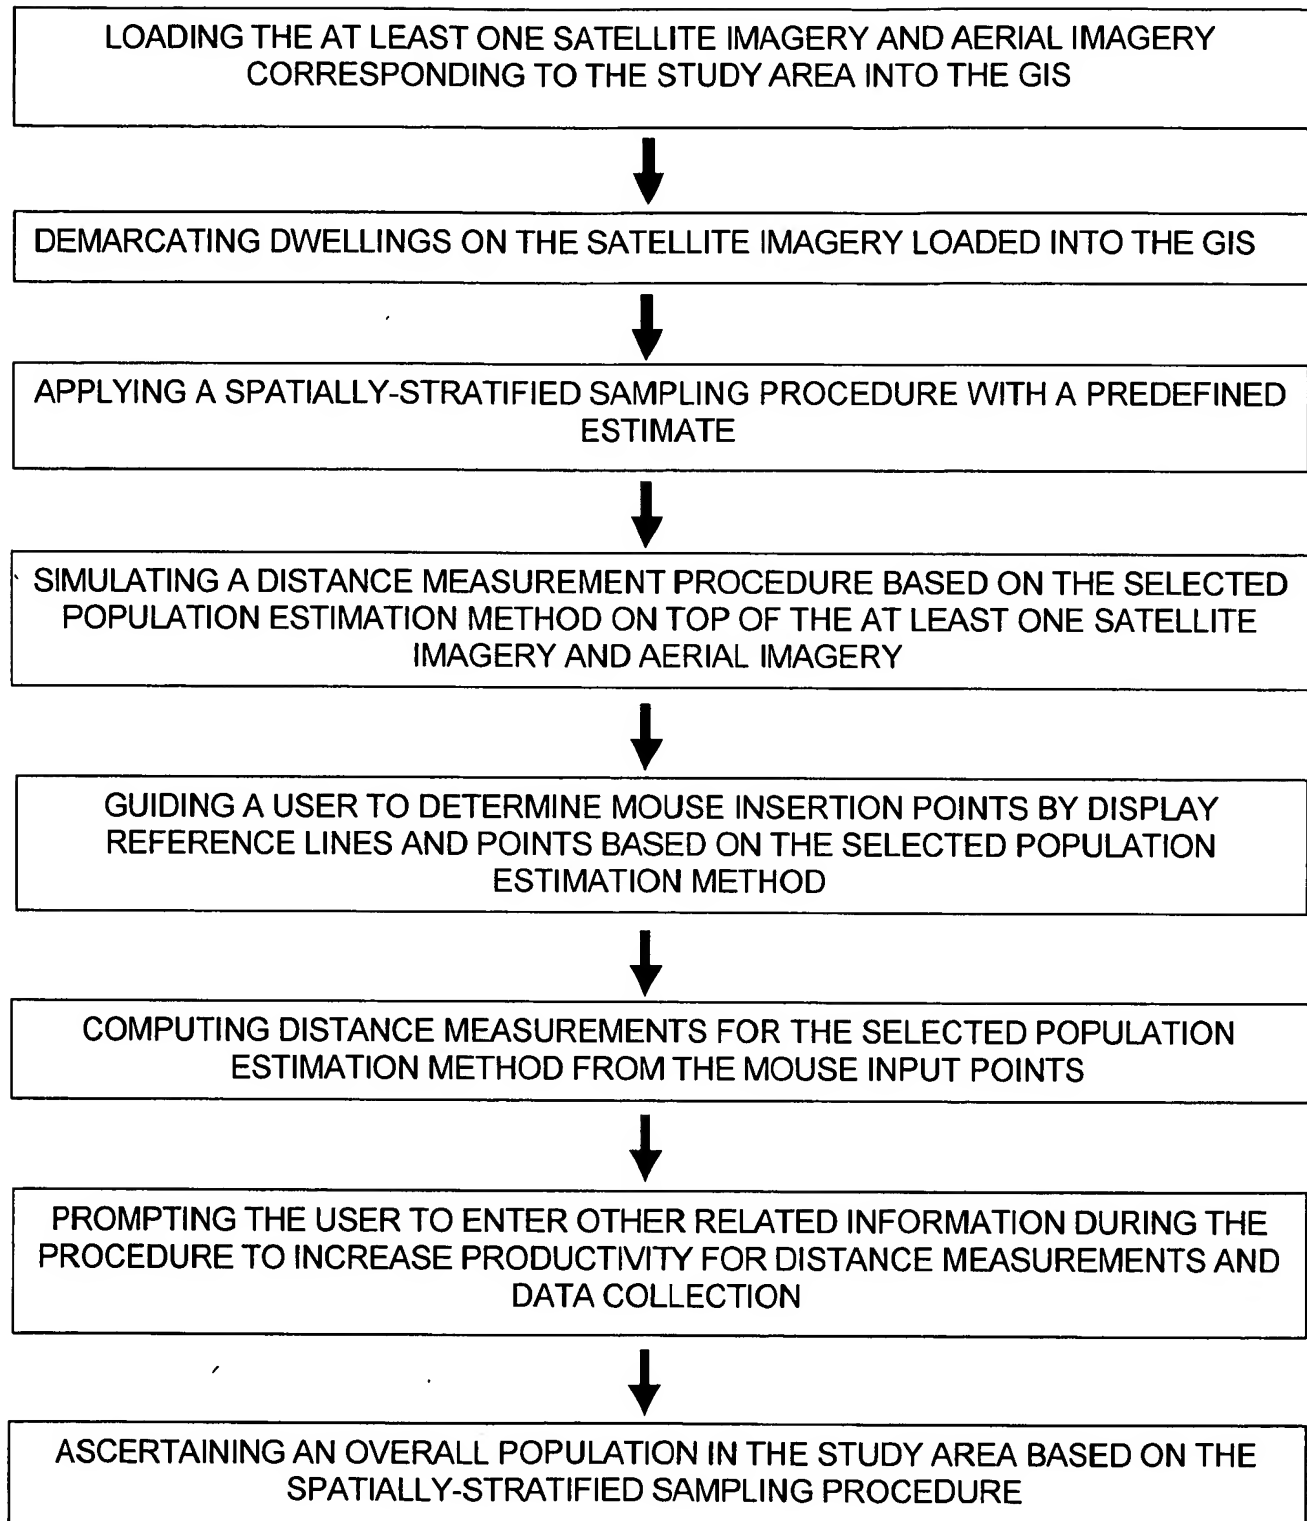 LOADING THE AT LEAST ONE SATELLITE IMAGERY AND AERIAL IMAGERY
CORRESPONDING TO THE STUDY AREA INTO THE GIS
DEMARCATING DWELLINGS ON THE SATELLITE IMAGERY LOADED INTO THE GIS
APPLYING A SPATIALLY-STRATIFIED SAMPLING PROCEDURE WITH A PREDEFINED
ESTIMATE
SIMULATING A DISTANCE MEASUREMENT PROCEDURE BASED ON THE SELECTED
POPULATION ESTIMATION METHOD ON TOP OF THE AT LEAST ONE SATELLITE
IMAGERY AND AERIAL IMAGERY
GUIDING A USER TO DETERMINE MOUSE INSERTION POINTS BY DISPLAY
REFERENCE LINES AND POINTS BASED ON THE SELECTED POPULATION
ESTIMATION METHOD
COMPUTING DISTANCE MEASUREMENTS FOR THE SELECTED POPULATION
ESTIMATION METHOD FROM THE MOUSE INPUT POINTS
PROMPTING THE USER TO ENTER OTHER RELATED INFORMATION DURING THE
PROCEDURE TO INCREASE PRODUCTIVITY FOR DISTANCE MEASUREMENTS AND
DATA COLLECTION
ASCERTAINING AN OVERALL POPULATION IN THE STUDY AREA BASED ON THE
SPATIALLY-STRATIFIED SAMPLING PROCEDURE